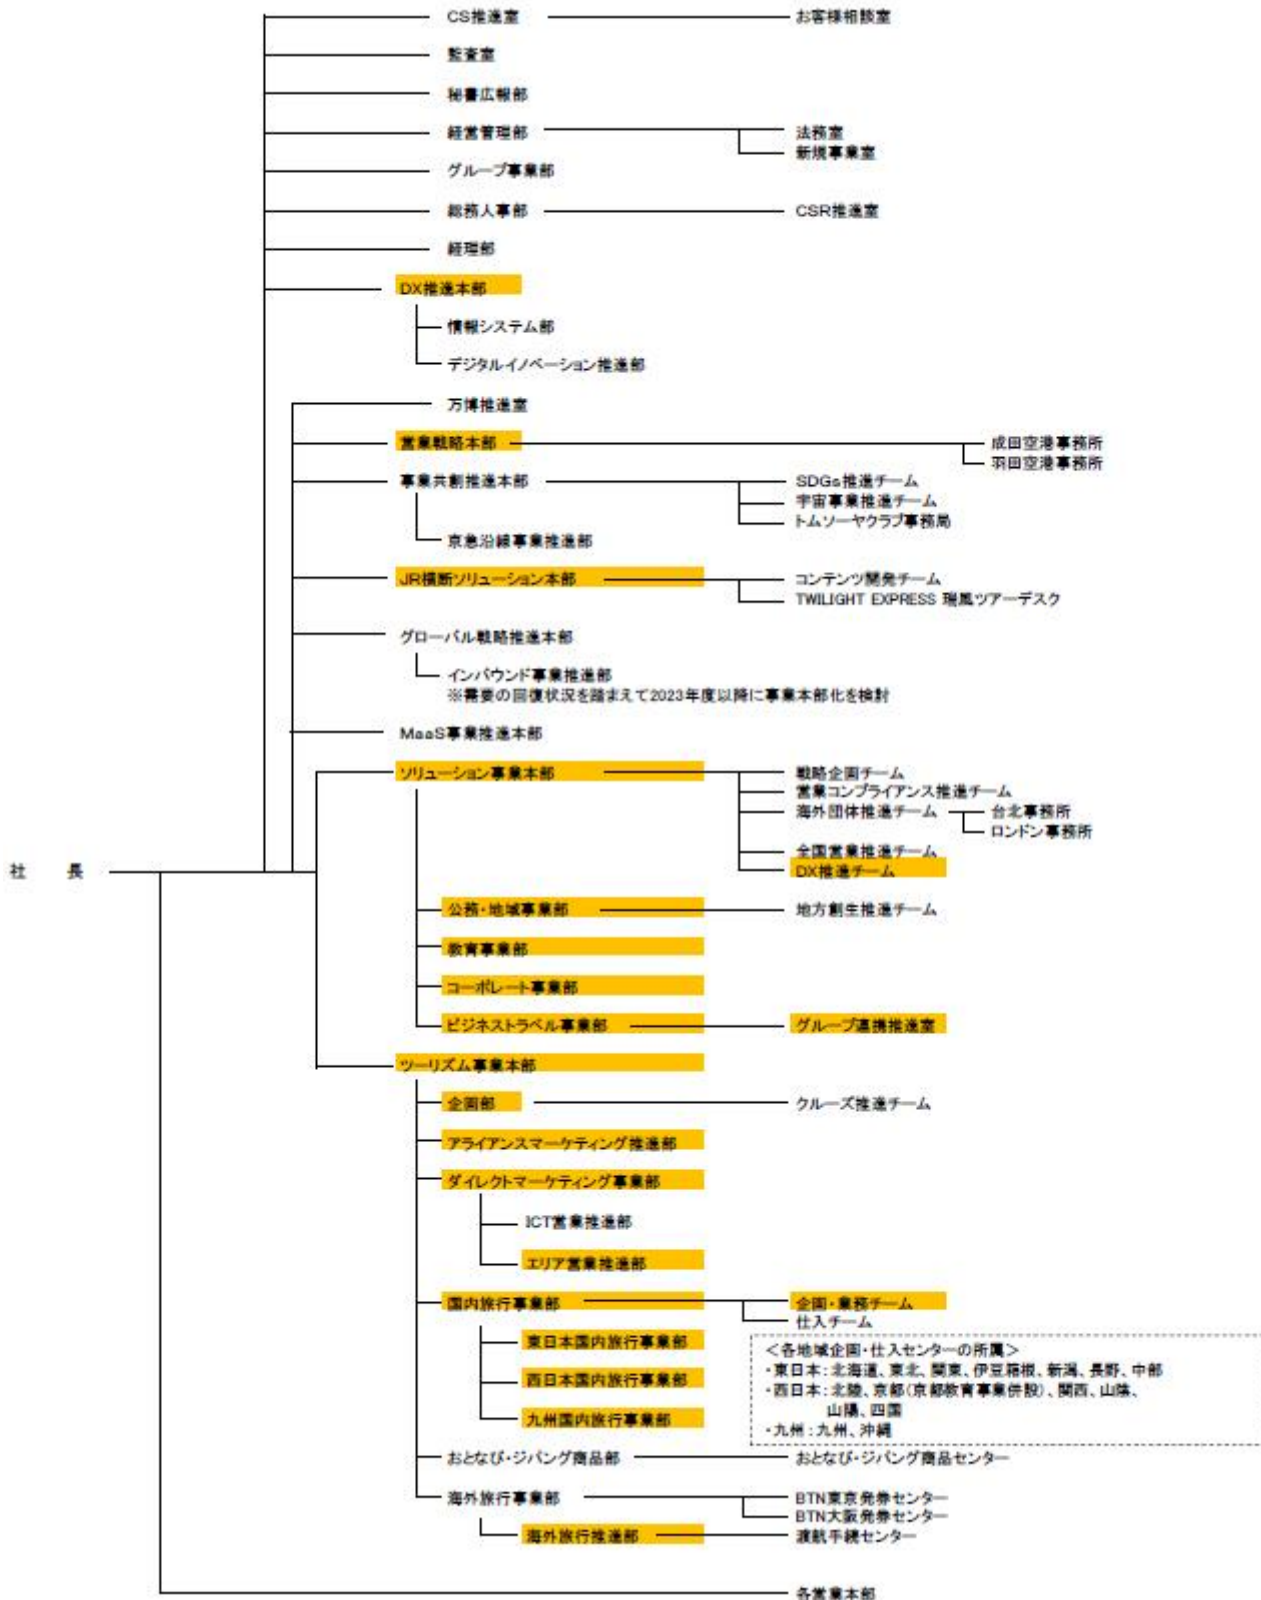 CS推進室　お客様相談室
監査室
秘書広報部
経営管理部　法務室
新規事業室
グループ事業部
総務人事部　CSR推進室
経理部
DX推進本部
情報システム部
デジタルイノベーション推進部
万博推進室
営業戦略本部　成田空港事務所
羽田空港事務所
事業共創推進本部　SDGs推進チーム
宇宙事業推進チーム
トムソーヤクラブ事務局
京急沿線事業推進部
JR横断ソリューション本部　コンテンツ開発チーム
TWILIGHT EXPRESS 瑞風ツアーデスク
グローバル戦略推進本部
インバウンド事業推進部
※需要の回復状況を踏まえて2023年度以降に事業本部化を検討
MaaS事業推進本部
ソリューション事業本部　戦略企画チーム
営業コンプライアンス推進チーム
海外団体推進チーム　台北事務所
ロンドン事務所
全国営業推進チーム
社　長　DX推進チーム
公務・地域事業部　地方創生推進チーム
教育事業部
コーポレート事業部
ビジネストラベル事業部　グループ連携推進室
ツーリズム事業本部
企画部　クルーズ推進チーム
アライアンスマーケティング推進部
ダイレクトマーケティング事業部
ICT営業推進部
エリア営業推進部
国内旅行事業部　企画・業務チーム
仕入チーム
東日本国内旅行事業部
西日本国内旅行事業部
九州国内旅行事業部
＜各地域企画・仕入センターの所属＞
・東日本：北海道、東北、関東、伊豆箱根、新潟、長野、中部
・西日本：北陸、京都(京都教育事業併設)、関西、山陰、
山陽、四国
・九州：九州、沖縄
おとなび・ジパング商品部　おとなび・ジパング商品センター
海外旅行事業部　BTN東京発券センター
BTN大阪発券センター
海外旅行推進部　渡航手続センター
各営業本部